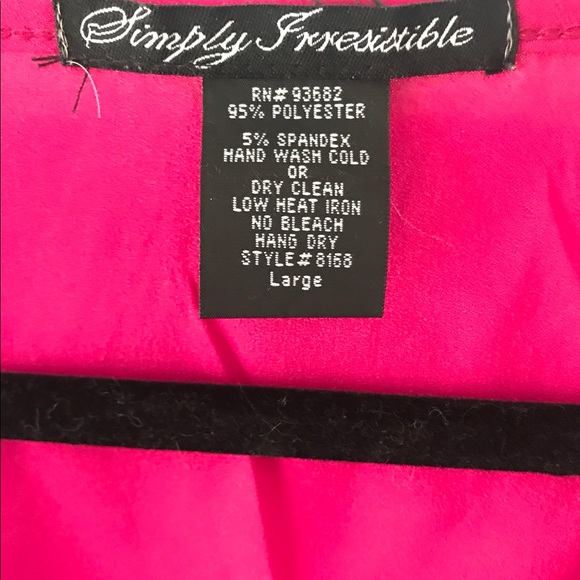 Simply Irresistible
RN# 93682
95% POLYESTER
5% SPANDEX
HAND WASH COLD
OR
DRY CLEAN
LOW HEAT IRON
NO BLEACH
HANG DRY
STYLE# 8168
Large